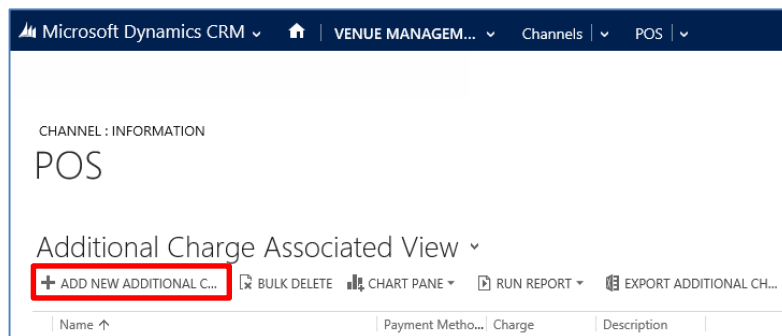 Microsoft Dynamics CRM VENUE MANAGEM... Channels POS
CHANNEL : INFORMATION
POS
Additional Charge Associated View
ADD NEW ADDITIONAL C... BULK DELETE CHART PANE RUN REPORT EXPORT ADDITIONAL CH...
Name Payment Metho... Charge Description